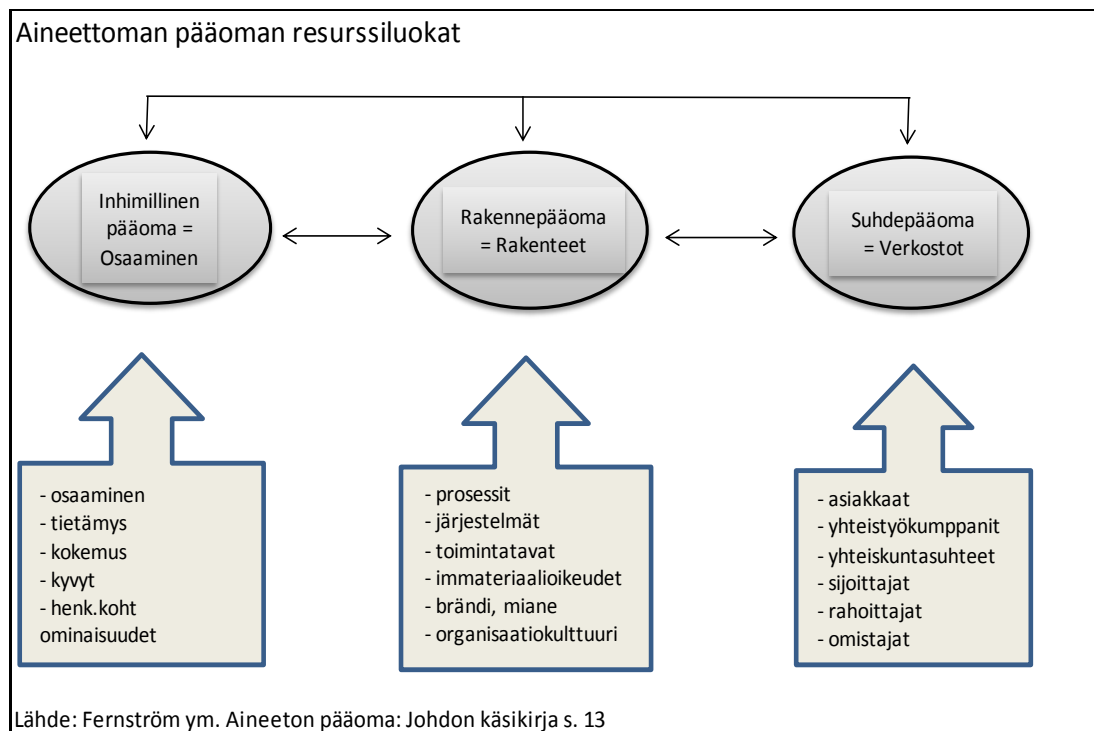 Aineettoman pääoman resurssiluokat
Inhimillinen
pääoma =
Osaaminen
Rakennepääoma
= Rakenteet
Suhdepääoma
= Verkostot
- osaaminen
- tietämys
- kokemus
- kyvyt
- henk.koht
ominaisuudet
- prosessit
- järjestelmät
- toimintatavat
- immateriaalioikeudet
- brändi, miane
- organisaatiokulttuuri
- asiakkaat
- yhteistyökumppanit
- yhteiskuntasuhteet
- sijoittajat
- rahoittajat
- omistajat
Lähde: Fernström ym. Aineeton pääoma: Johdon käsikirja s. 13